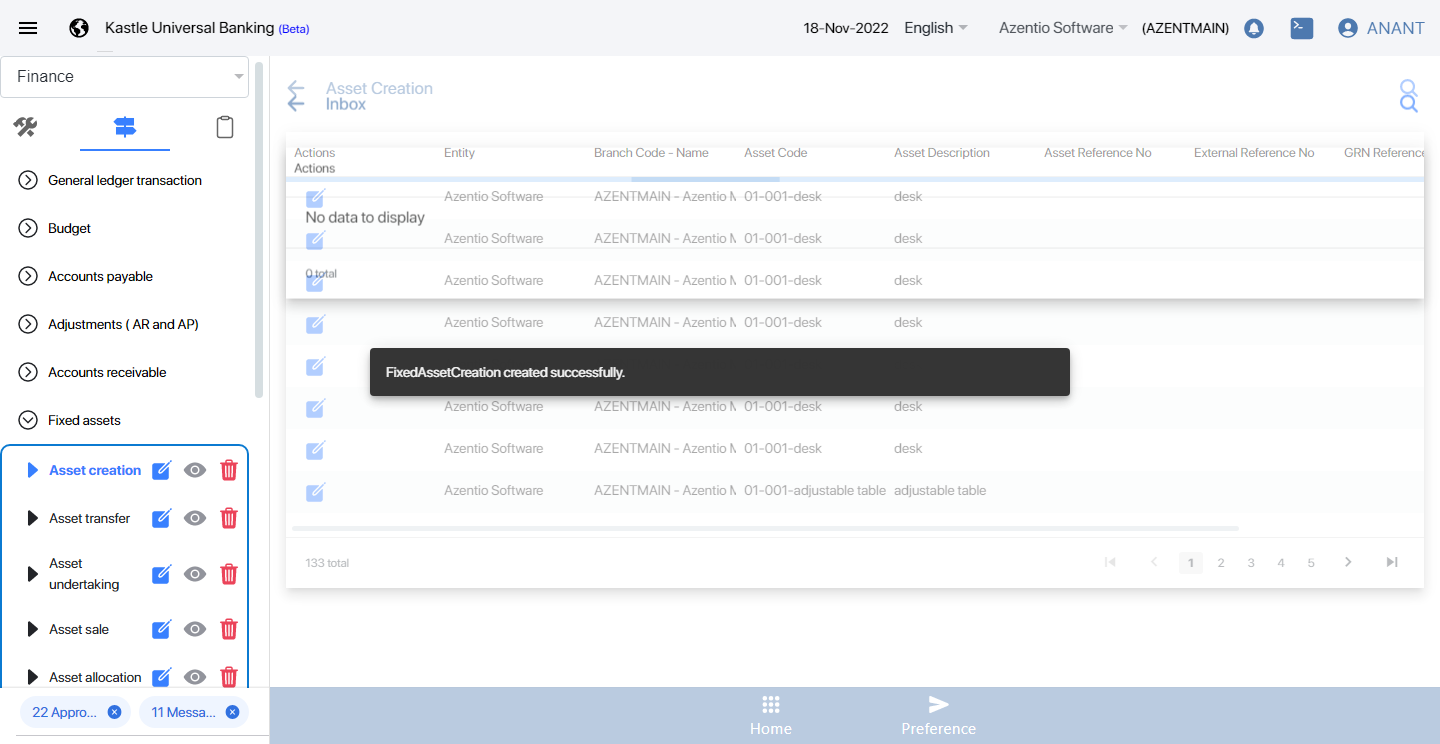 Kastle Universal Banking (Beta)
18-Nov-2022
English
Azentio Software
(AZENTMAIN)
ANANT
Finance
General ledger transaction
Budget
Accounts payable
Adjustments ( AR and AP)
Accounts receivable
Fixed assets
Asset creation
Asset transfer
Asset
undertaking
Asset sale
Asset allocation
22 Appro...
11 Messa...
Asset Creation
Inbox
Actions Entity Branch Code - Name Asset Code Asset Description Asset Reference No External Reference No GRN Reference
Actions
Azentio Software AZENTMAIN - Azentio M 01-001-desk desk
No data to display
Azentio Software AZENTMAIN - Azentio M 01-001-desk desk
0 total
Azentio Software AZENTMAIN - Azentio M 01-001-desk desk
Azentio Software AZENTMAIN - Azentio M 01-001-desk desk
FixedAssetCreation created successfully.
Azentio Software AZENTMAIN - Azentio M 01-001-desk desk
Azentio Software AZENTMAIN - Azentio M 01-001-desk desk
Azentio Software AZENTMAIN - Azentio M 01-001-adjustable table adjustable table
133 total
1 2 3 4 5
Home
Preference